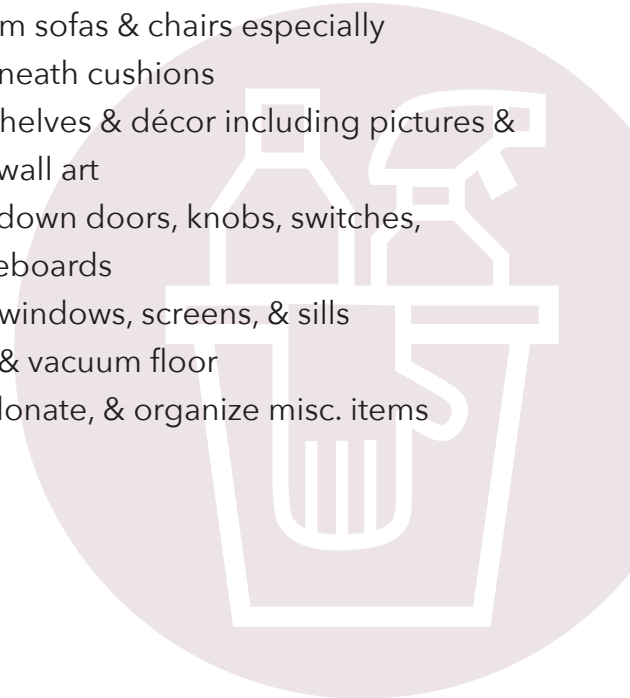 m sofas & chairs especially
neath cushions
helves & décor including pictures &
wall art
down doors, knobs, switches,
eboards
windows, screens, & sills
& vacuum floor
donate, & organize misc. items